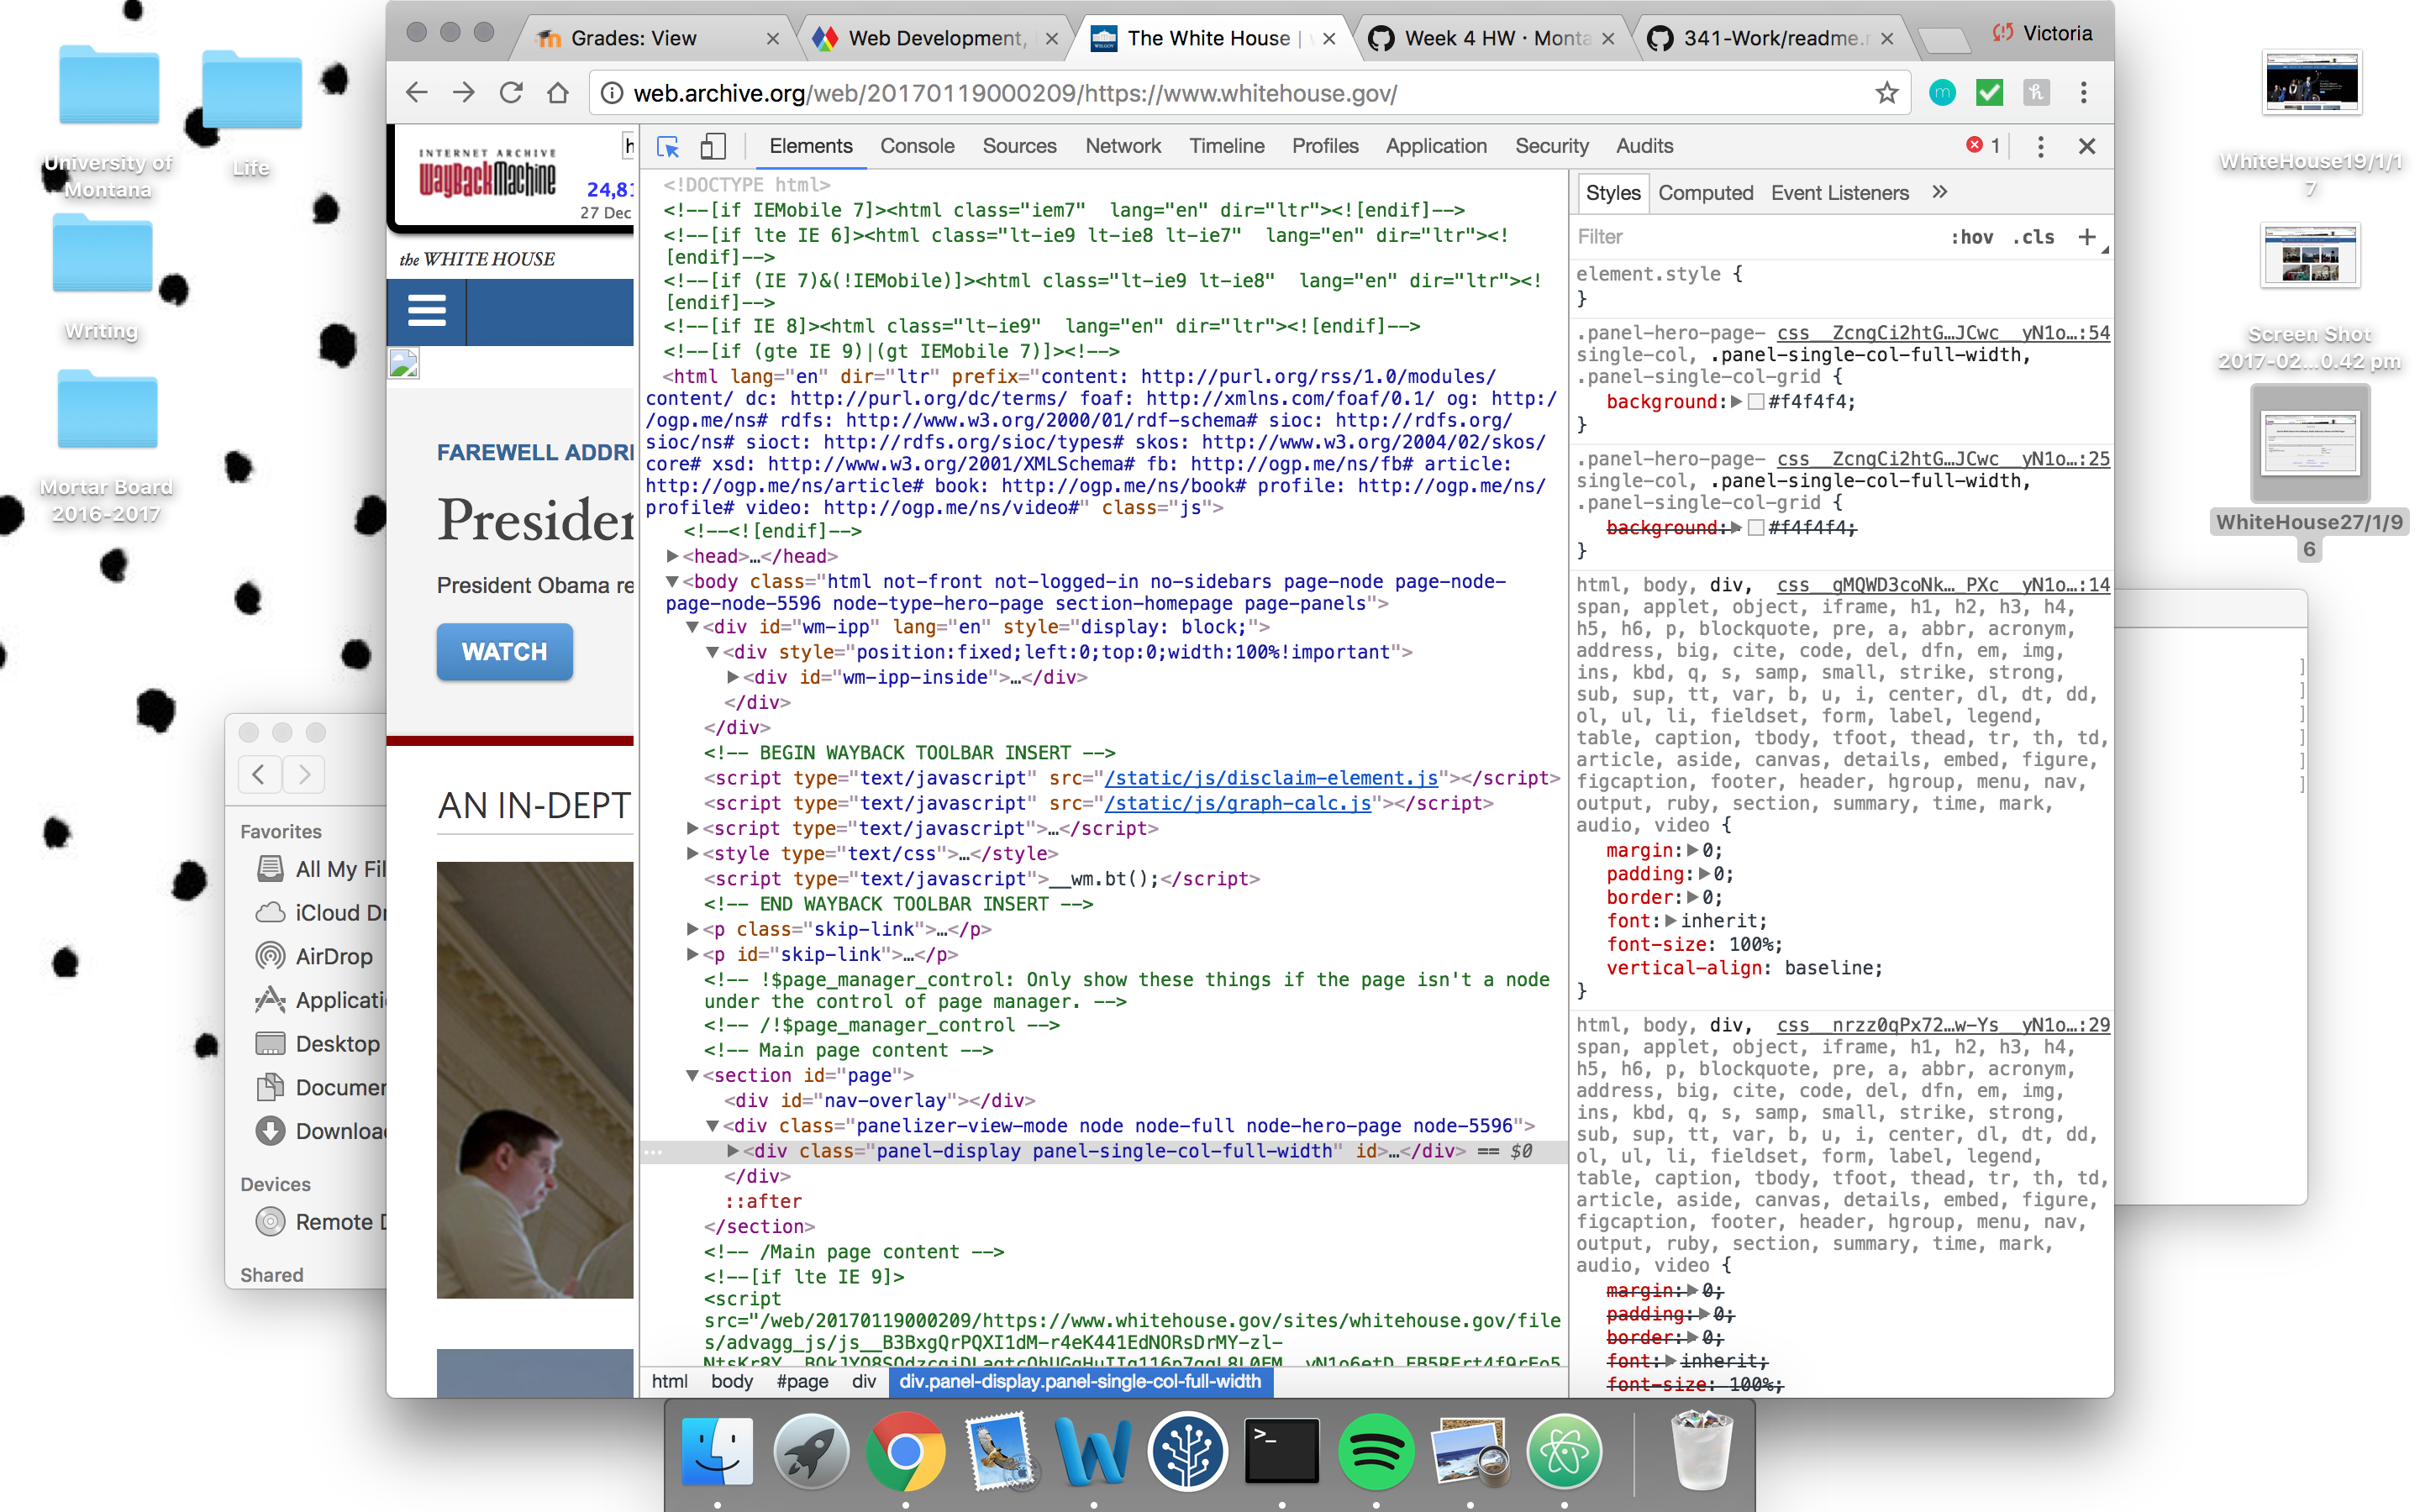 University of
Montana
Life
Writing
Mortar Board
2016-2017
Grades: View
Web Development,
The White House |
Week 4 HW · Monta
341-Work/readme.r
Victoria
web.archive.org/web/20170119000209/https://www.whitehouse.gov/
INTERNET ARCHIVE
WayBackMachine
24,81
27 Dec
the WHITE HOUSE
FAREWELL ADDRE
Presiden
President Obama re
WATCH
AN IN-DEPT
Elements
Console
Sources
Network
Timeline
Profiles
Application
Security
Audits
1
<!DOCTYPE html>
<!--[if IEMobile 7]><html class="iem7"  lang="en" dir="ltr"><![endif]-->
<!--[if lte IE 6]><html class="lt-ie9 lt-ie8 lt-ie7"  lang="en" dir="ltr"><!
[endif]-->
<!--[if (IE 7)&(!IEMobile)]><html class="lt-ie9 lt-ie8"  lang="en" dir="ltr"><!
[endif]-->
<!--[if IE 8]><html class="lt-ie9"  lang="en" dir="ltr"><![endif]-->
<!--[if (gte IE 9)|(gt IEMobile 7)]><!-->
<html lang="en" dir="ltr" prefix="content: http://purl.org/rss/1.0/modules/
content/ dc: http://purl.org/dc/terms/ foaf: http://xmlns.com/foaf/0.1/ og: http:/
/ogp.me/ns# rdfs: http://www.w3.org/2000/01/rdf-schema# sioc: http://rdfs.org/
sioc/ns# sioct: http://rdfs.org/sioc/types# skos: http://www.w3.org/2004/02/skos/
core# xsd: http://www.w3.org/2001/XMLSchema# fb: http://ogp.me/ns/fb# article:
http://ogp.me/ns/article# book: http://ogp.me/ns/book# profile: http://ogp.me/ns/
profile# video: http://ogp.me/ns/video#" class="js">
<!--<![endif]-->
<head>…</head>
<body class="html not-front not-logged-in no-sidebars page-node page-node-
page-node-5596 node-type-hero-page section-homepage page-panels">
<div id="wm-ipp" lang="en" style="display: block;">
<div style="position:fixed;left:0;top:0;width:100%!important">
<div id="wm-ipp-inside">…</div>
</div>
</div>
<!-- BEGIN WAYBACK TOOLBAR INSERT -->
<script type="text/javascript" src="/static/js/disclaim-element.js"></script>
<script type="text/javascript" src="/static/js/graph-calc.js"></script>
<script type="text/javascript">…</script>
<style type="text/css">…</style>
<script type="text/javascript">__wm.bt();</script>
<!-- END WAYBACK TOOLBAR INSERT -->
<p class="skip-link">…</p>
<p id="skip-link">…</p>
<!-- !$page_manager_control: Only show these things if the page isn't a node
under the control of page manager. -->
<!-- /!$page_manager_control -->
<!-- Main page content -->
<section id="page">
<div id="nav-overlay"></div>
<div class="panelizer-view-mode node node-full node-hero-page node-5596">
<div class="panel-display panel-single-col-full-width" id>…</div> == $0
</div>
::after
</section>
<!-- /Main page content -->
<!--[if lte IE 9]>
<script
src="/web/20170119000209/https://www.whitehouse.gov/sites/whitehouse.gov/file
s/advagg_js/js__B3BxgQrPQXI1dM-r4eK441EdNORsDrMY-zl-
html
body
#page
div
div.panel-display.panel-single-col-full-width
Styles
Computed
Event Listeners
Filter
:hov
.cls
element.style {
}
.panel-hero-page- css__ZcngCi2htG…JCwc__yN1o…:54
single-col, .panel-single-col-full-width,
.panel-single-col-grid {
background: #f4f4f4;
}
.panel-hero-page- css__ZcngCi2htG…JCwc__yN1o…:25
single-col, .panel-single-col-full-width,
.panel-single-col-grid {
background: #f4f4f4;
}
html, body, div, css__gMQWD3coNk…_PXc__yN1o…:14
span, applet, object, iframe, h1, h2, h3, h4,
h5, h6, p, blockquote, pre, a, abbr, acronym,
address, big, cite, code, del, dfn, em, img,
ins, kbd, q, s, samp, small, strike, strong,
sub, sup, tt, var, b, u, i, center, dl, dt, dd,
ol, ul, li, fieldset, form, label, legend,
table, caption, tbody, tfoot, thead, tr, th, td,
article, aside, canvas, details, embed, figure,
figcaption, footer, header, hgroup, menu, nav,
output, ruby, section, summary, time, mark,
audio, video {
margin: 0;
padding: 0;
border: 0;
font: inherit;
font-size: 100%;
vertical-align: baseline;
}
html, body, div, css__nrzz0qPx72…w-Ys__yN1o…:29
span, applet, object, iframe, h1, h2, h3, h4,
h5, h6, p, blockquote, pre, a, abbr, acronym,
address, big, cite, code, del, dfn, em, img,
ins, kbd, q, s, samp, small, strike, strong,
sub, sup, tt, var, b, u, i, center, dl, dt, dd,
ol, ul, li, fieldset, form, label, legend,
table, caption, tbody, tfoot, thead, tr, th, td,
article, aside, canvas, details, embed, figure,
figcaption, footer, header, hgroup, menu, nav,
output, ruby, section, summary, time, mark,
audio, video {
margin: 0;
padding: 0;
border: 0;
font: inherit;
font-size: 100%;
WhiteHouse19/1/1
7
Screen Shot
2017-02...0.42 pm
WhiteHouse27/1/9
6
Favorites
All My Fil
iCloud Dr
AirDrop
Applicati
Desktop
Documen
Downloa
Devices
Remote D
Shared